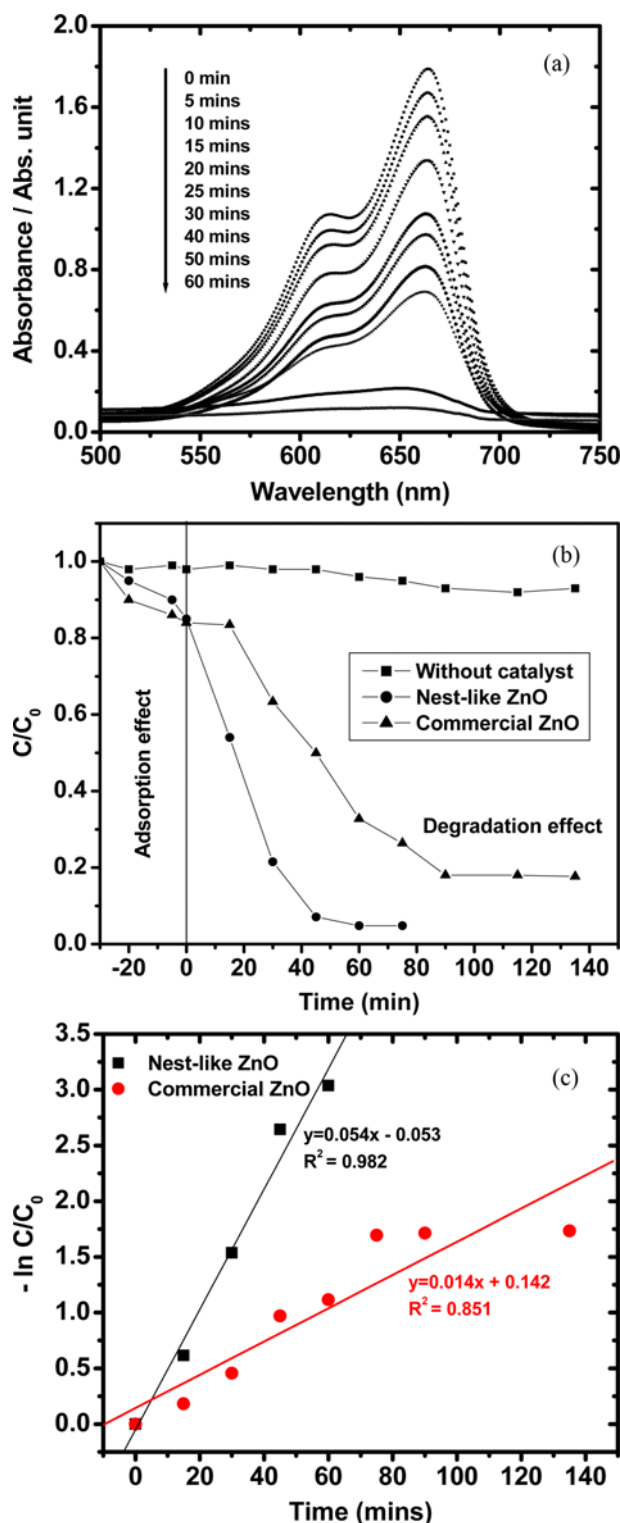 (a)
2.0
1.6
1.2
0.8
0.4
0.0
Absorbance / Abs. unit
0 min
5 mins
10 mins
15 mins
20 mins
25 mins
30 mins
40 mins
50 mins
60 mins
500 550 600 650 700 750
Wavelength (nm)
(b)
1.0
0.8
0.6
0.4
0.2
0.0
C/C0
Adsorption effect
Without catalyst
Nest-like ZnO
Commercial ZnO
Degradation effect
-20 0 20 40 60 80 100 120 140
Time (min)
(c)
3.5
3.0
2.5
2.0
1.5
1.0
0.5
0.0
- ln C/C0
Nest-like ZnO
Commercial ZnO
y=0.054x - 0.053
R2 = 0.982
y=0.014x + 0.142
R2 = 0.851
0 20 40 60 80 100 120 140
Time (mins)